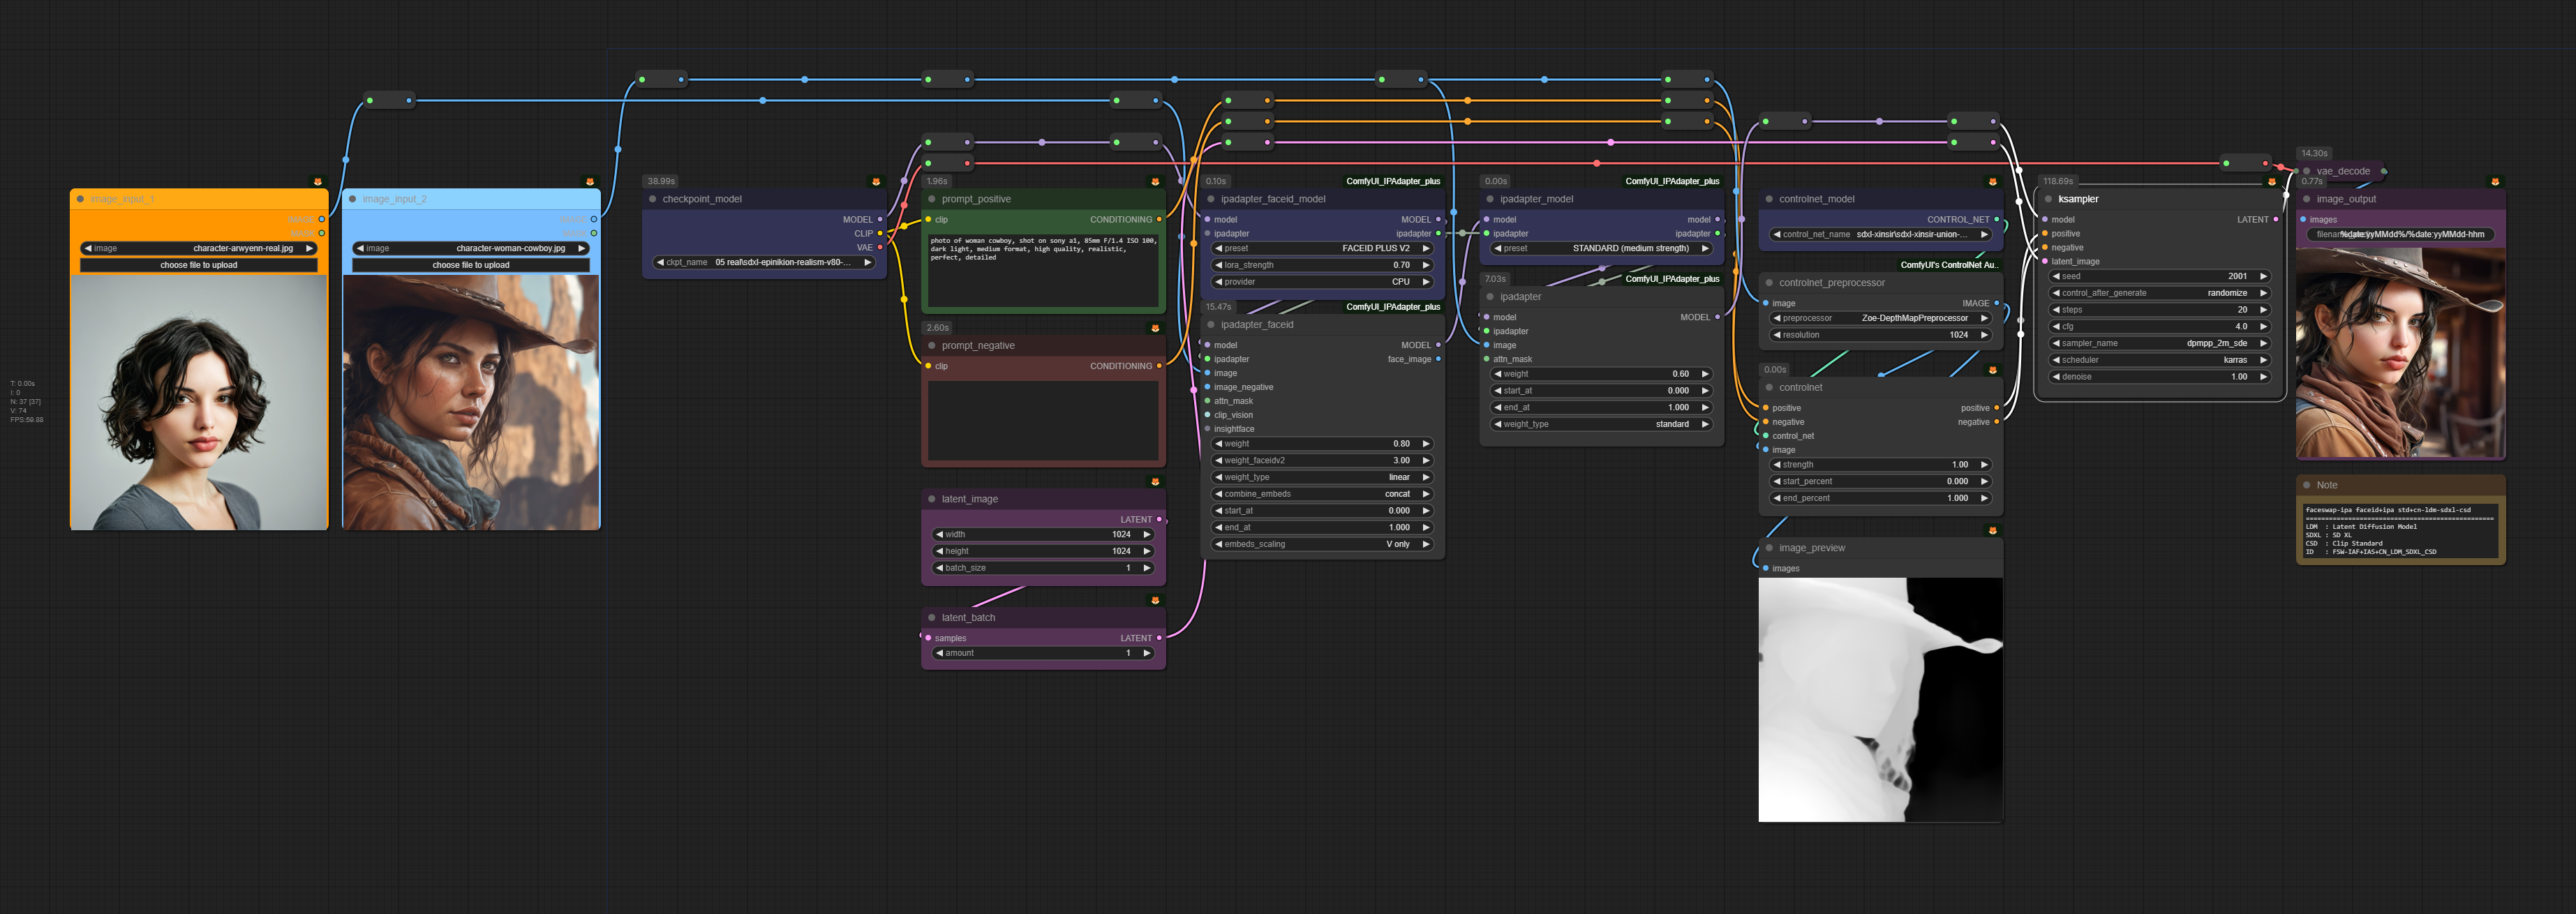 T: 0.00s
I: 0
N: 37 [37]
V: 74
FPS:59.88
image_input_1
IMAGE
MASK
image
character-arwyenn-real.jpg
choose file to upload
image_input_2
IMAGE
MASK
image
character-woman-cowboy.jpg
choose file to upload
38.99s
checkpoint_model
MODEL
CLIP
VAE
ckpt_name
05 real\sdxl-epinikion-realism-v80-...
1.96s
prompt_positive
clip
CONDITIONING
photo of woman cowboy, shot on sony a1, 85mm F/1.4 ISO 100,
dark light, medium format, high quality, realistic,
perfect, detailed
2.60s
prompt_negative
clip
CONDITIONING
latent_image
LATENT
width 1024
height 1024
batch_size 1
latent_batch
samples
LATENT
amount 1
0.10s
ComfyUI_IPAdapter_plus
ipadapter_faceid_model
model MODEL
ipadapter ipadapter
preset FACEID PLUS V2
lora_strength 0.70
provider CPU
15.47s
ComfyUI_IPAdapter_plus
ipadapter_faceid
model MODEL
ipadapter face_image
image
image_negative
attn_mask
clip_vision
insightface
weight 0.80
weight_faceidv2 3.00
weight_type linear
combine_embeds concat
start_at 0.000
end_at 1.000
embeds_scaling V only
0.00s
ComfyUI_IPAdapter_plus
ipadapter_model
model model
ipadapter ipadapter
preset STANDARD (medium strength)
7.03s
ComfyUI_IPAdapter_plus
ipadapter
model MODEL
ipadapter
image
attn_mask
weight 0.60
start_at 0.000
end_at 1.000
weight_type standard
controlnet_model
CONTROL_NET
control_net_name sdxl-xinsir\sdxl-xinsir-union-...
ComfyUI's ControlNet Au..
controlnet_preprocessor
image IMAGE
preprocessor Zoe-DepthMapPreprocessor
resolution 1024
0.00s
controlnet
positive positive
negative negative
control_net
image
strength 1.00
start_percent 0.000
end_percent 1.000
image_preview
images
118.69s
ksampler
model LATENT
positive
negative
latent_image
seed 2001
control_after_generate randomize
steps 20
cfg 4.0
sampler_name dpmpp_2m_sde
scheduler karras
denoise 1.00
14.30s
vae_decode
0.77s
image_output
images
%date:yyMMdd%/%date:yyMMdd-hhm
Note
faceswap-ipa faceid+ipa std+cn-ldm-sdxl-csd
==================================================
LDM : Latent Diffusion Model
SDXL : SD XL
CSD : Clip Standard
ID : FSW-IAF+IAS+CN_LDM_SDXL_CSD